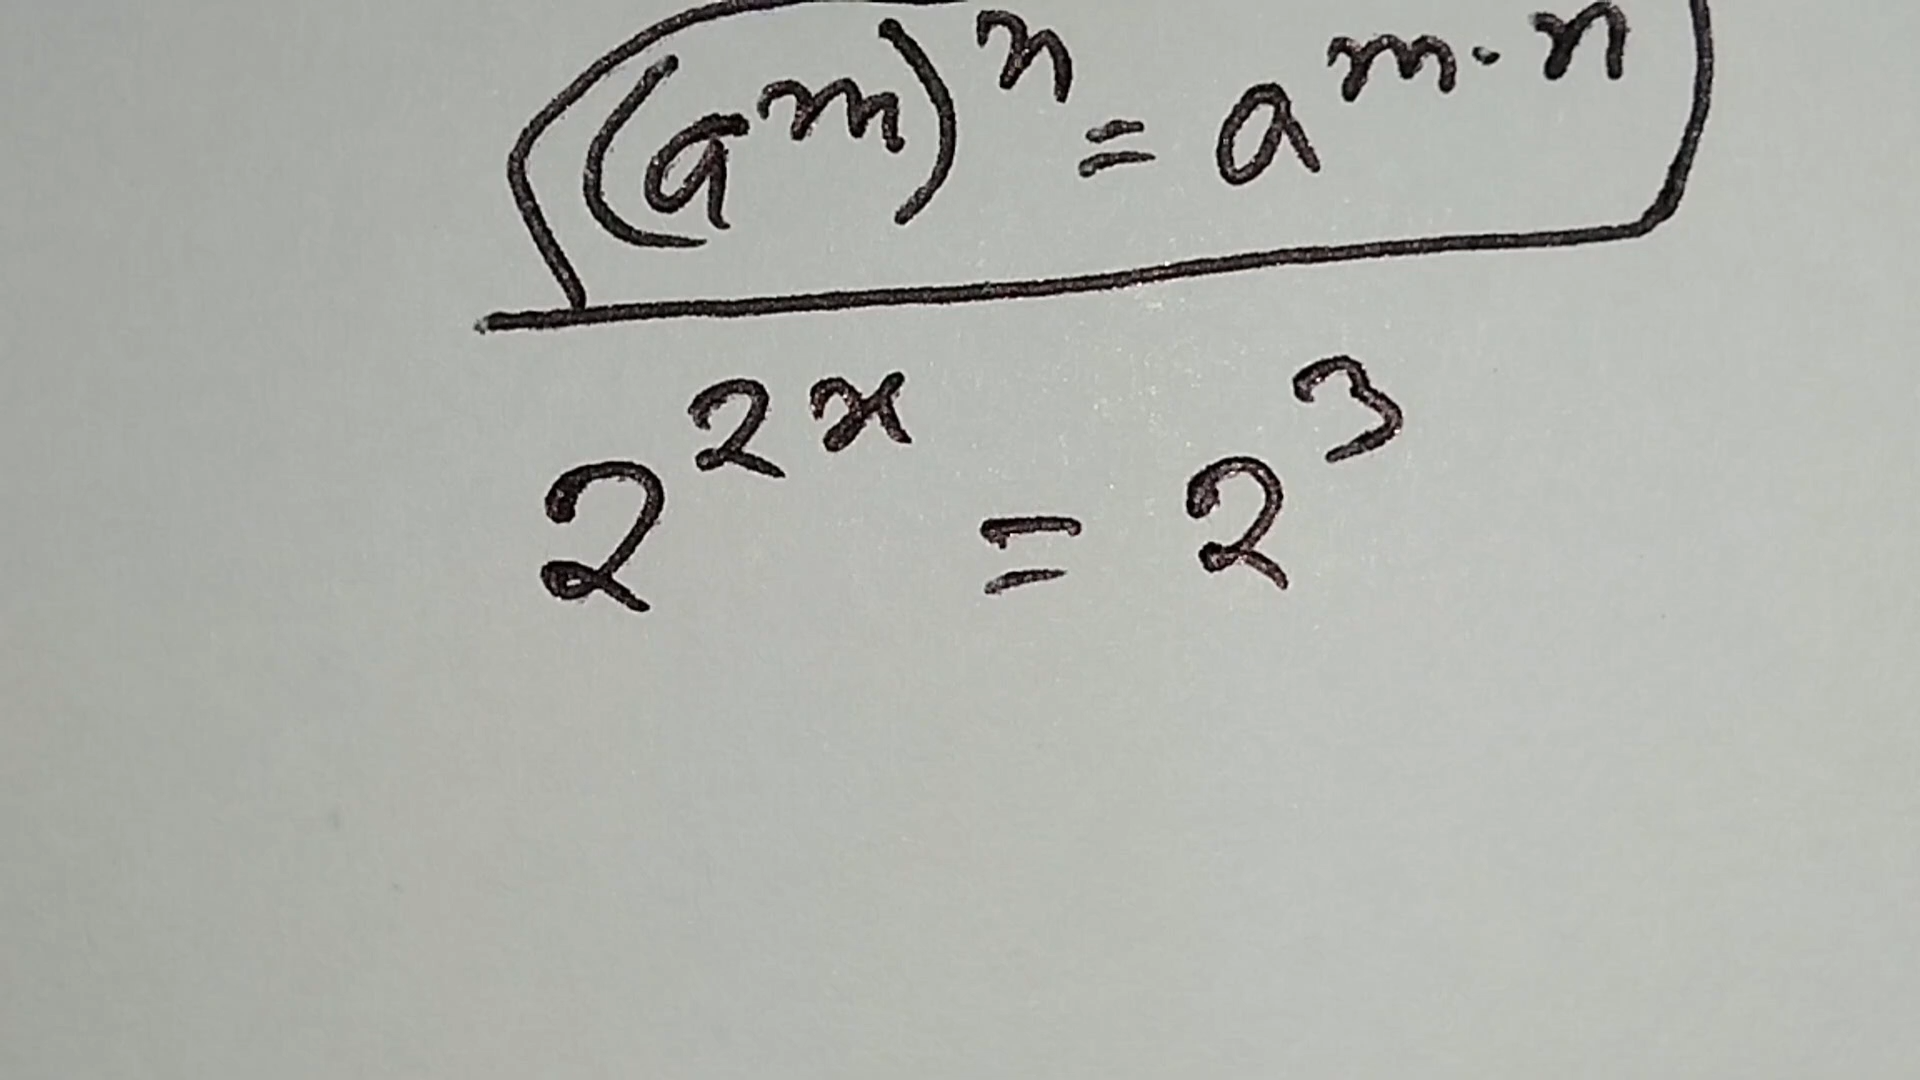 (a^m)^n = a^{m·n}
2^{2x} = 2^3